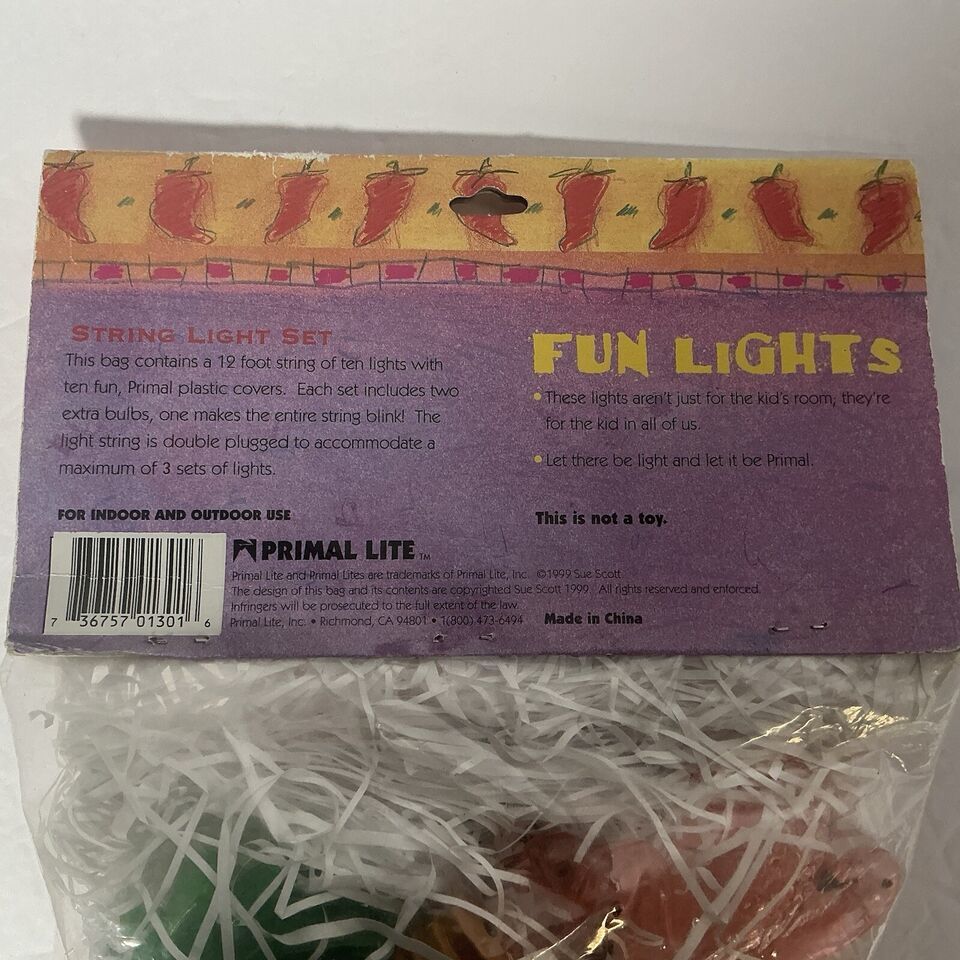 STRING LIGHT SET
This bag contains a 12 foot string of ten lights with
ten fun, Primal plastic covers. Each set includes two
extra bulbs, one makes the entire string blink! The
light string is double plugged to accommodate a
maximum of 3 sets of lights.
FOR INDOOR AND OUTDOOR USE
FUN LIGHTS
• These lights aren't just for the kid's room; they're
for the kid in all of us.
• Let there be light and let it be Primal.
This is not a toy.
7 36757 01301 6
PRIMAL LITE TM
Primal Lite and Primal Lites are trademarks of Primal Lite, Inc. ©1999 Sue Scott
The design of this bag and its contents are copyrighted Sue Scott 1999. All rights reserved and enforced.
Infringers will be prosecuted to the full extent of the law.
Primal Lite, Inc. • Richmond, CA 94801 • 1(800) 473-6494 Made in China